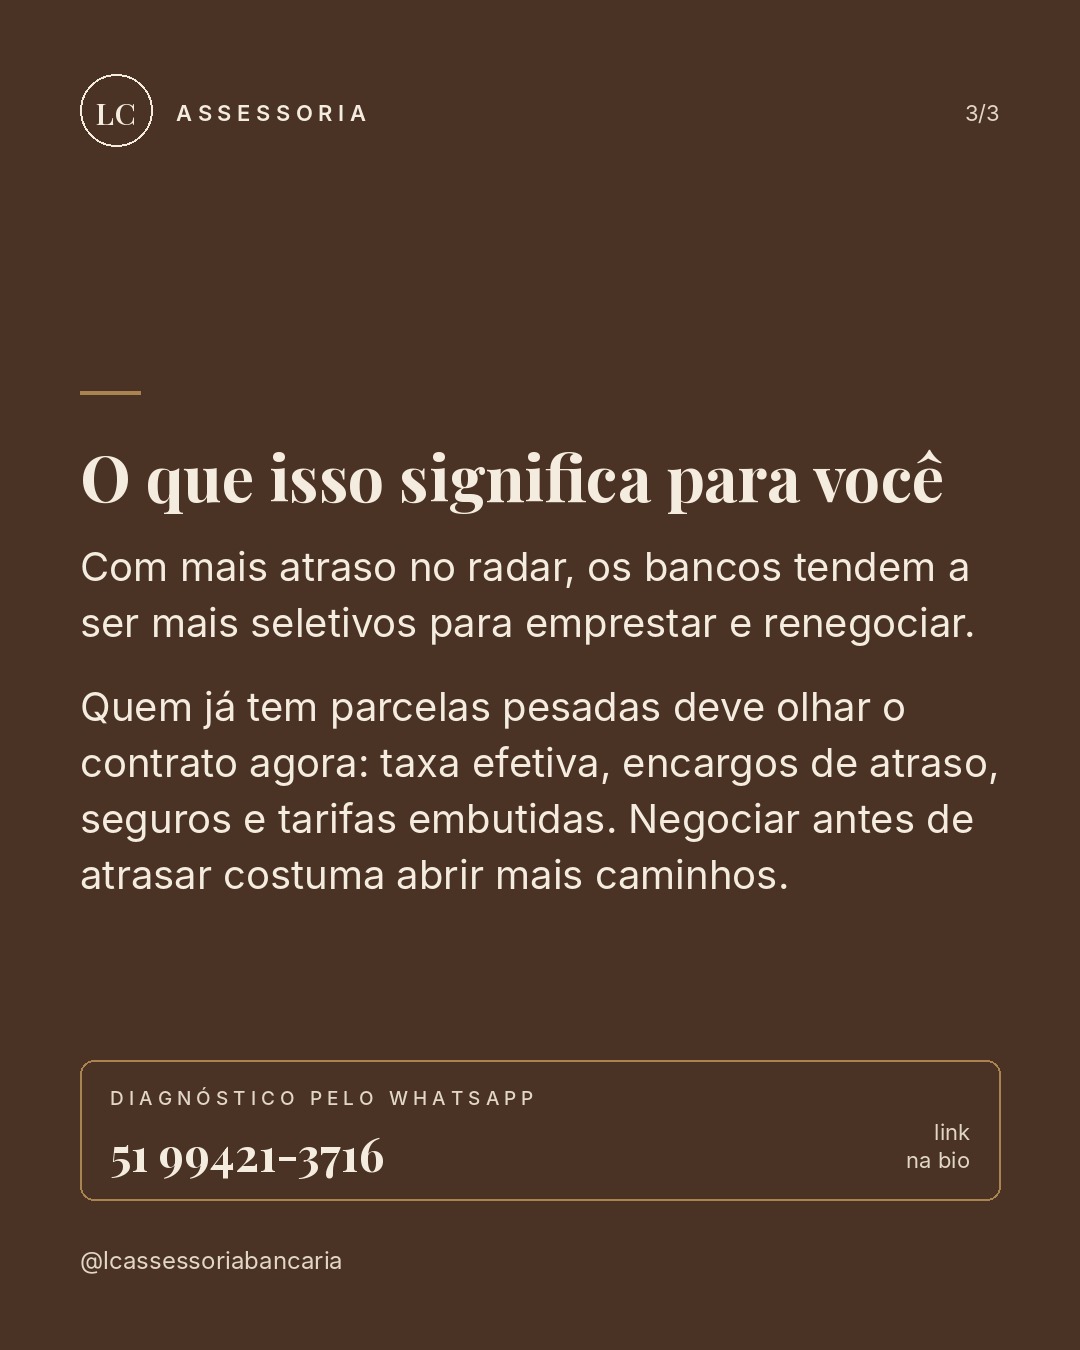 LC ASSESSORIA
3/3
O que isso significa para você
Com mais atraso no radar, os bancos tendem a
ser mais seletivos para emprestar e renegociar.
Quem já tem parcelas pesadas deve olhar o
contrato agora: taxa efetiva, encargos de atraso,
seguros e tarifas embutidas. Negociar antes de
atrasar costuma abrir mais caminhos.
DIAGNÓSTICO PELO WHATSAPP
51 99421-3716
link
na bio
@lcassessoriabancaria